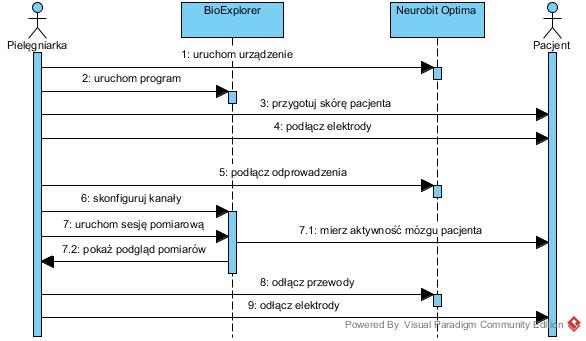 BioExplorer
Neurobit Optima
Pielęgniarka
Pacjent
1: uruchom urządzenie
2: uruchom program
3: przygotuj skórę pacjenta
4: podłącz elektrody
5: podłącz odprowadzenia
6: skonfiguruj kanały
7: uruchom sesję pomiarową
7.1: mierz aktywność mózgu pacjenta
7.2: pokaż podgląd pomiarów
8: odłącz przewody
9: odłącz elektrody
Powered By Visual Paradigm Community Edition